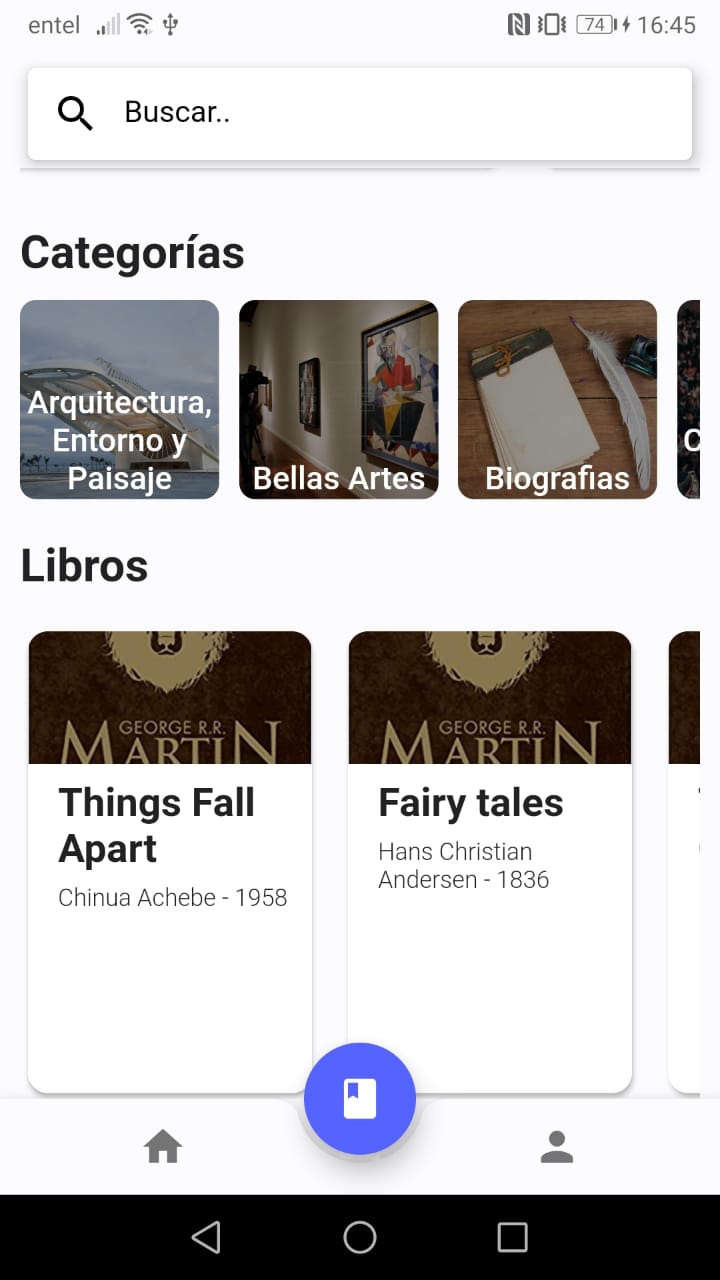 entel 74 16:45
Buscar..
Categorías
Arquitectura,
Entorno y
Paisaje
Bellas Artes
Biografias
C
Libros
GEORGE R.R.
MARTIN
Things Fall
Apart
Chinua Achebe - 1958
GEORGE R.R.
MARTIN
Fairy tales
Hans Christian
Andersen - 1836